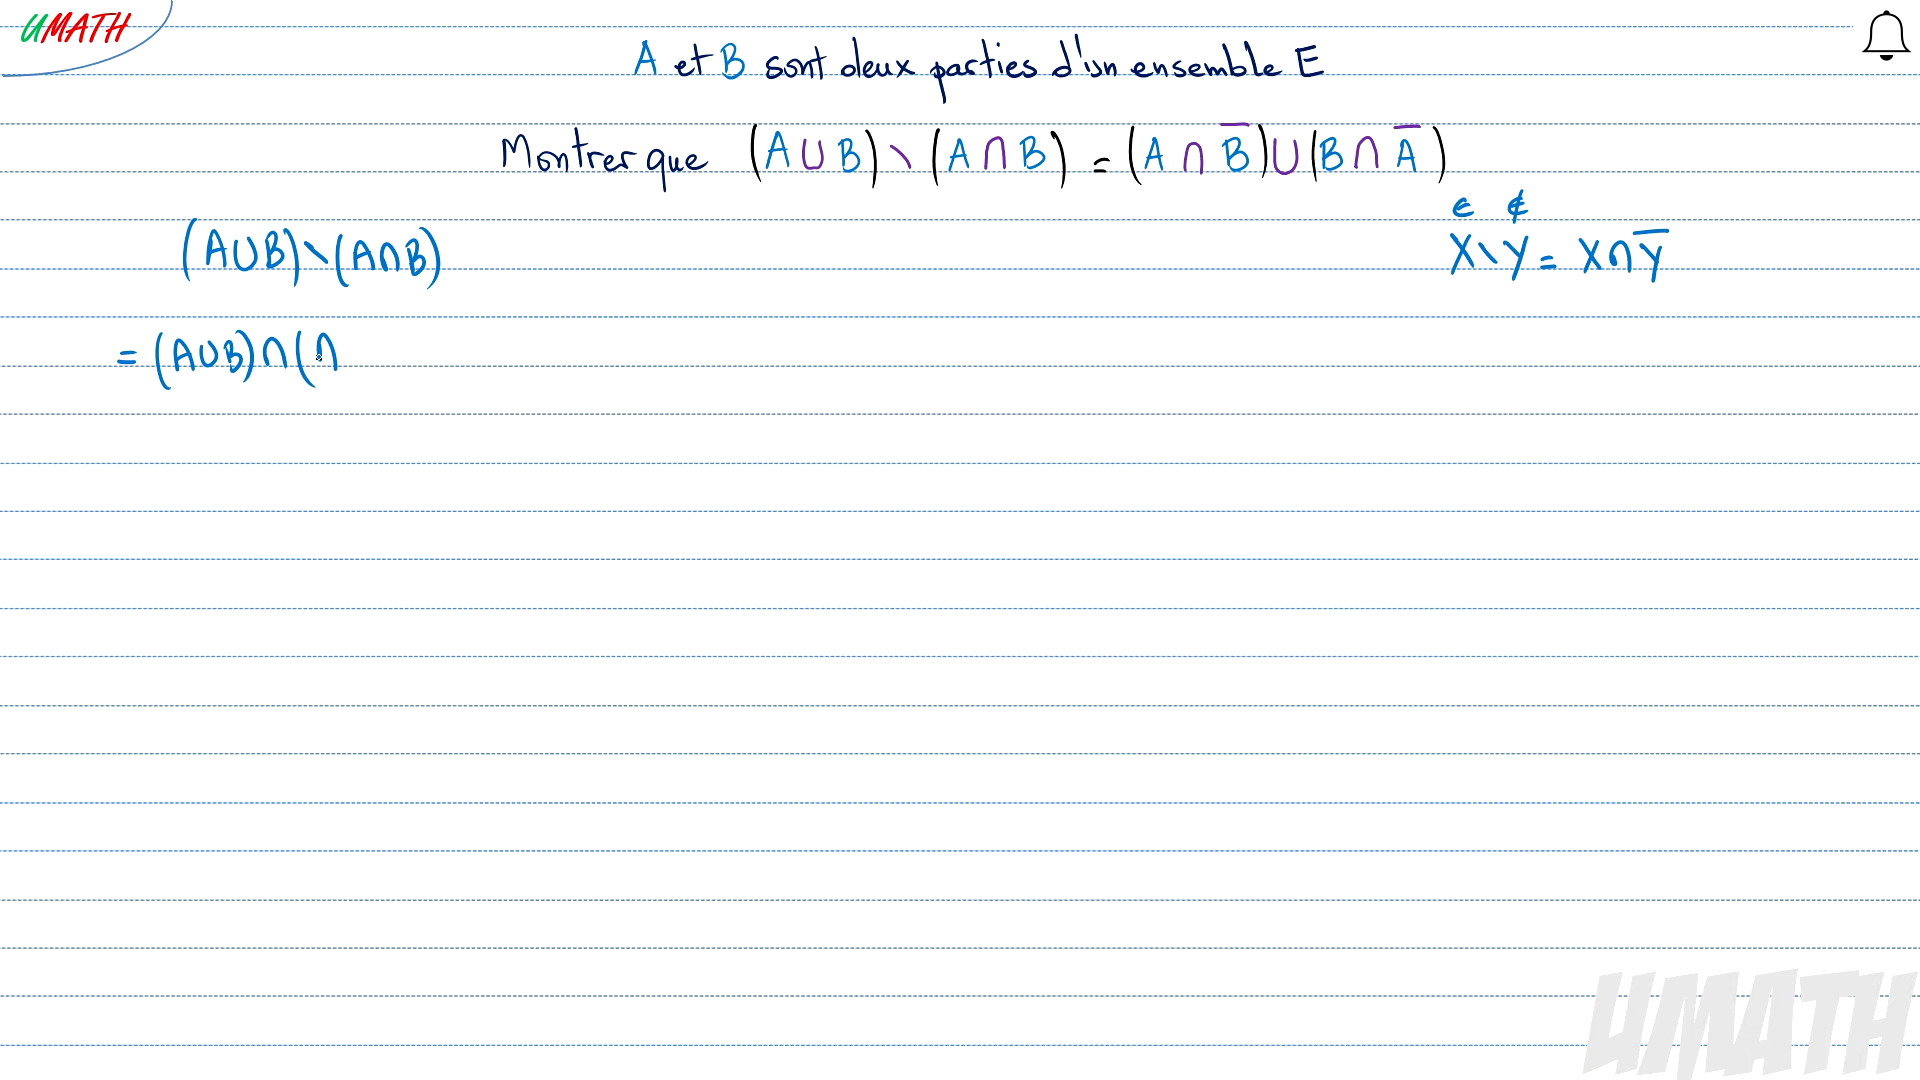 UMATH
A et B sont deux parties d'un ensemble E
Montrer que (A ∪ B) \ (A ∩ B) = (A ∩ B̅) ∪ (B ∩ A̅)
∈ ∉
(A∪B)\(A∩B)
X\Y = X∩Y̅
= (A∪B)∩(∩
UMATH